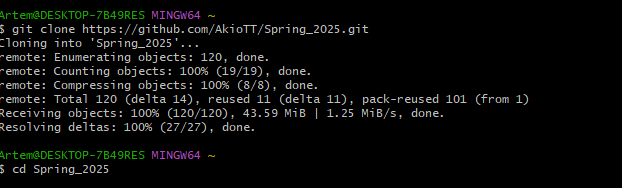 Artem@DESKTOP-7B49RES MINGW64 ~
$ git clone https://github.com/AkioTT/Spring_2025.git
Cloning into 'Spring_2025'...
remote: Enumerating objects: 120, done.
remote: Counting objects: 100% (19/19), done.
remote: Compressing objects: 100% (8/8), done.
remote: Total 120 (delta 14), reused 11 (delta 11), pack-reused 101 (from 1)
Receiving objects: 100% (120/120), 43.59 MiB | 1.25 MiB/s, done.
Resolving deltas: 100% (27/27), done.
Artem@DESKTOP-7B49RES MINGW64 ~
$ cd Spring_2025